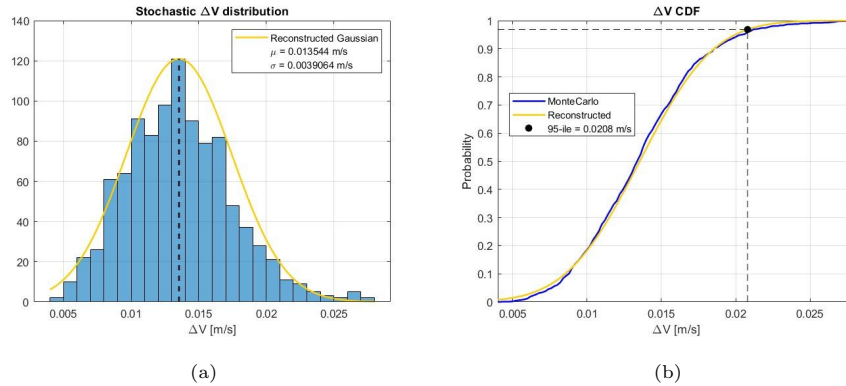 Stochastic ΔV distribution
140
120
100
80
60
40
20
0
0.005
0.01
0.015
0.02
0.025
ΔV [m/s]
Reconstructed Gaussian
μ = 0.013544 m/s
σ = 0.0039064 m/s
(a)
ΔV CDF
Probability
1
0.9
0.8
0.7
0.6
0.5
0.4
0.3
0.2
0.1
0
0.005
0.01
0.015
0.02
0.025
ΔV [m/s]
MonteCarlo
Reconstructed
95-ile = 0.0208 m/s
(b)